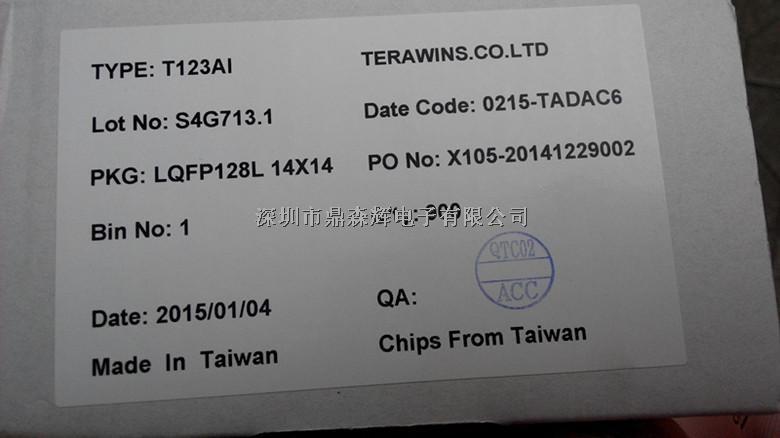 TYPE: T123AI TERAWINS.CO.LTD
Lot No: S4G713.1 Date Code: 0215-TADAC6
PKG: LQFP128L 14X14 PO No: X105-20141229002
Bin No: 1
深圳市鼎森辉电子有限公司
QTC02
Date: 2015/01/04 QA:
ACC
Made In Taiwan Chips From Taiwan